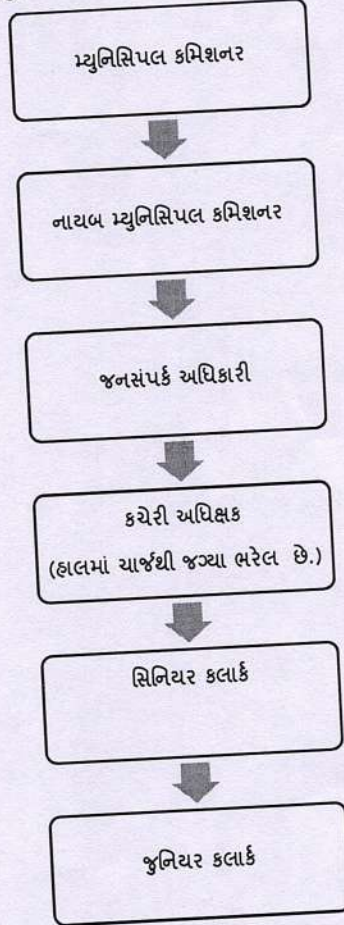 મ્યુનિસિપલ કમિશનર
નાયબ મ્યુનિસિપલ કમિશનર
જનસંપર્ક અધિકારી
કચેરી અધિક્ષક
(હાલમાં ચાર્જથી જગ્યા ભરેલ છે.)
સિનિયર કલાર્ક
જુનિયર કલાર્ક